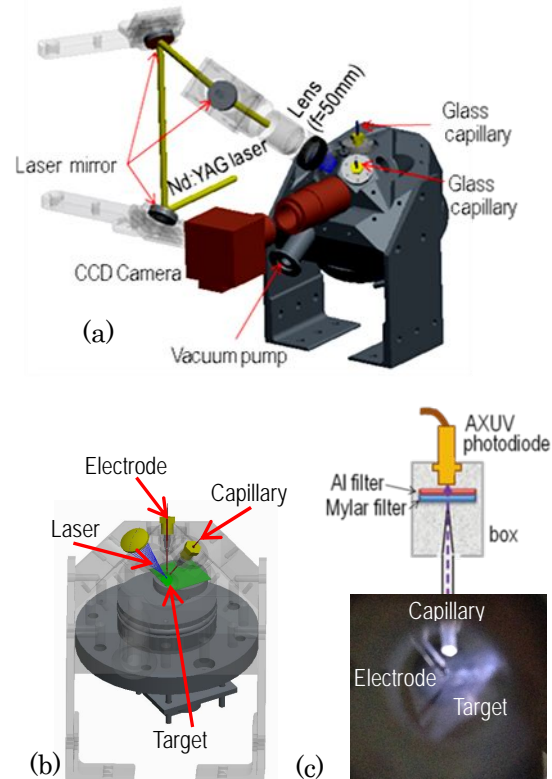 (a)
Laser mirror
Nd:YAG laser
Lens
(f=50mm)
Glass
capillary
Glass
capillary
CCD Camera
Vacuum pump
(b)
Electrode
Capillary
Laser
Target
(c)
AXUV
photodiode
Al filter
Mylar filter
box
Capillary
Electrode
Target